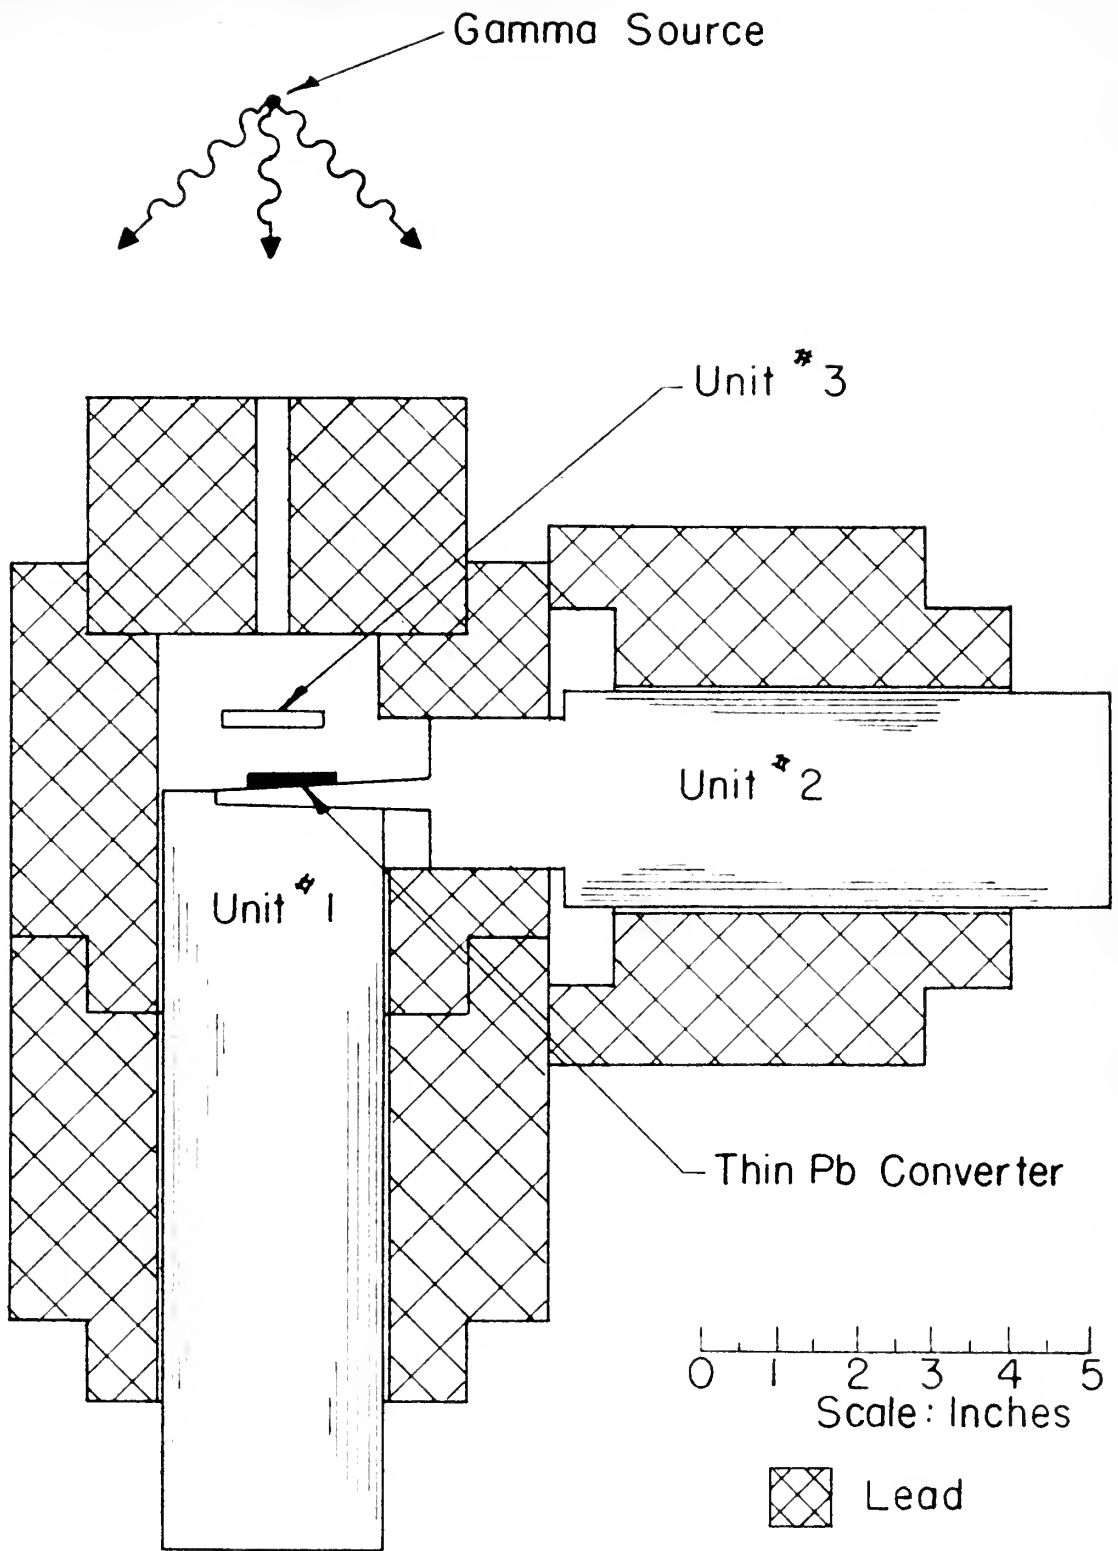 Gamma Source
Unit #3
Unit #2
Unit #1
Thin Pb Converter
0 1 2 3 4 5
Scale: Inches
Lead